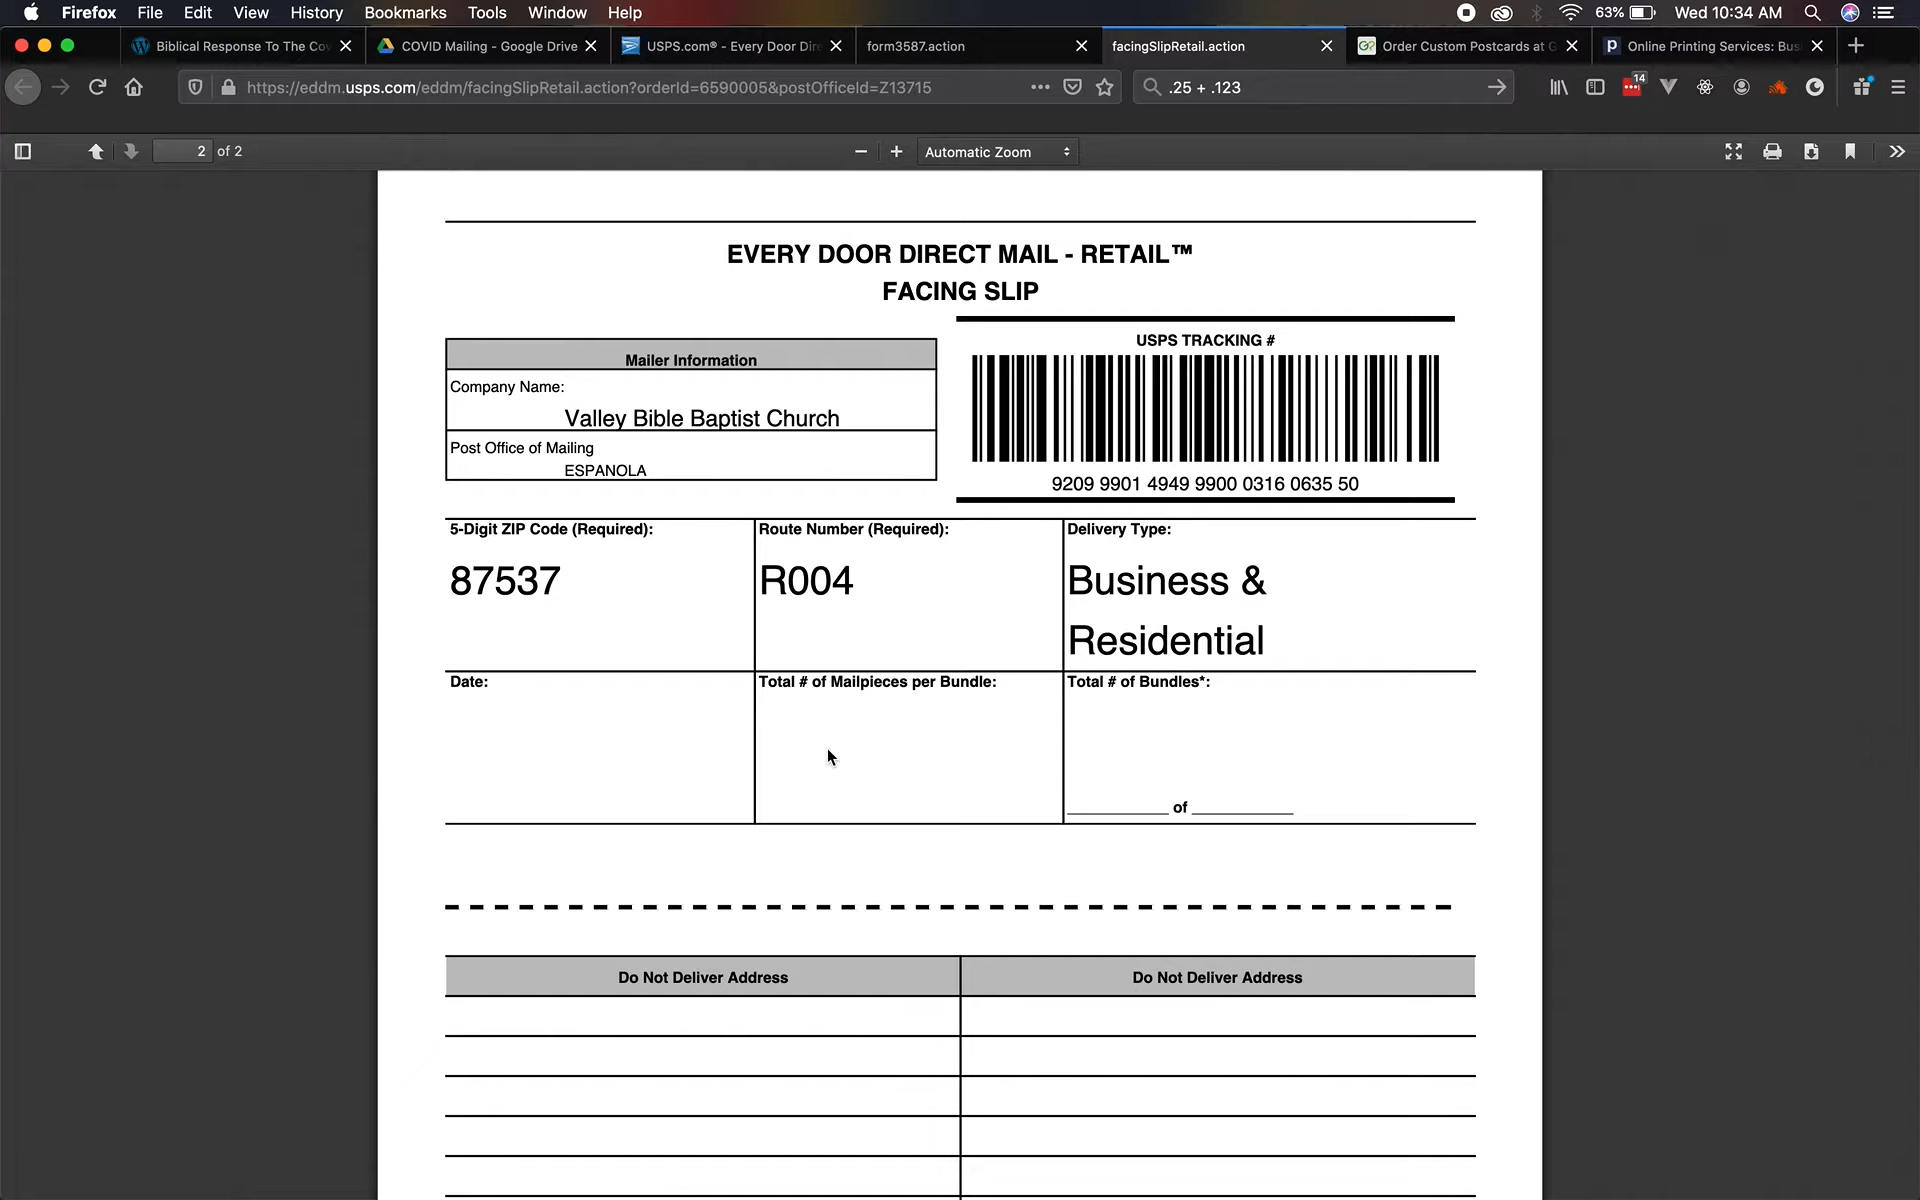 Firefox File Edit View History Bookmarks Tools Window Help 63% Wed 10:34 AM
Biblical Response To The Cov COVID Mailing - Google Drive USPS.com® - Every Door Dire form3587.action facingSlipRetail.action Order Custom Postcards at G Online Printing Services: Bus
https://eddm.usps.com/eddm/facingSlipRetail.action?orderId=6590005&postOfficeId=Z13715 .25 + .123 14
2 of 2 Automatic Zoom
EVERY DOOR DIRECT MAIL - RETAIL™
FACING SLIP
Mailer Information
Company Name:
Valley Bible Baptist Church
Post Office of Mailing
ESPANOLA
USPS TRACKING #
9209 9901 4949 9900 0316 0635 50
5-Digit ZIP Code (Required): Route Number (Required): Delivery Type:
87537 R004 Business &
Residential
Date: Total # of Mailpieces per Bundle: Total # of Bundles*:
____________ of ____________
Do Not Deliver Address Do Not Deliver Address